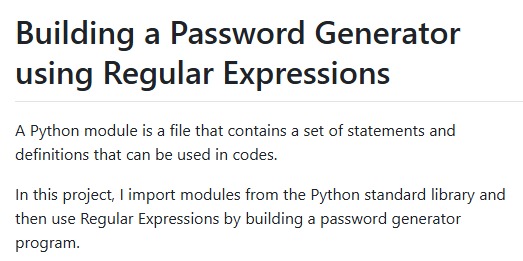 Building a Password Generator
using Regular Expressions
A Python module is a file that contains a set of statements and
definitions that can be used in codes.
In this project, I import modules from the Python standard library and
then use Regular Expressions by building a password generator
program.